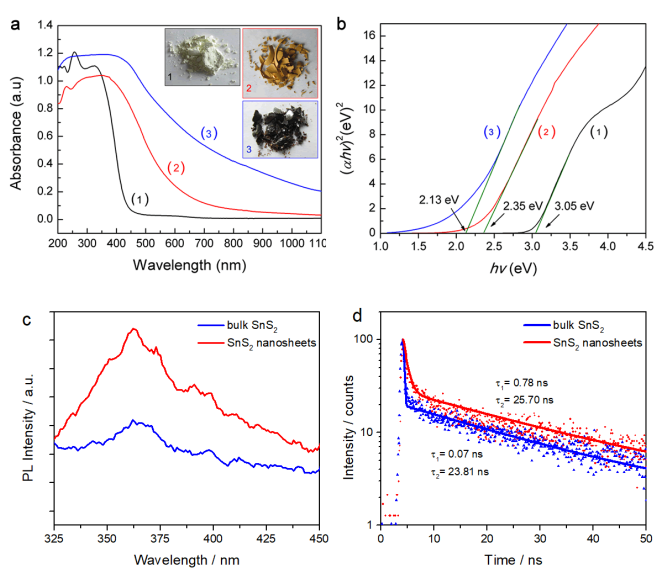 a
1.4
1.2
1.0
0.8
0.6
0.4
0.2
0.0
Absorbance (a.u)
200 300 400 500 600 700 800 900 1000 1100
Wavelength (nm)
(1)
(2)
(3)
1
2
3
b
16
14
12
10
8
6
4
2
0
(αhν)²(eV)²
1.0 1.5 2.0 2.5 3.0 3.5 4.0 4.5
hν (eV)
(3)
(2)
(1)
2.13 eV
2.35 eV
3.05 eV
c
bulk SnS₂
SnS₂ nanosheets
PL Intensity / a.u.
325 350 375 400 425 450
Wavelength / nm
d
bulk SnS₂
SnS₂ nanosheets
100
10
1
Intensity / counts
τ₁= 0.78 ns
τ₂= 25.70 ns
τ₁= 0.07 ns
τ₂= 23.81 ns
0 10 20 30 40 50
Time / ns